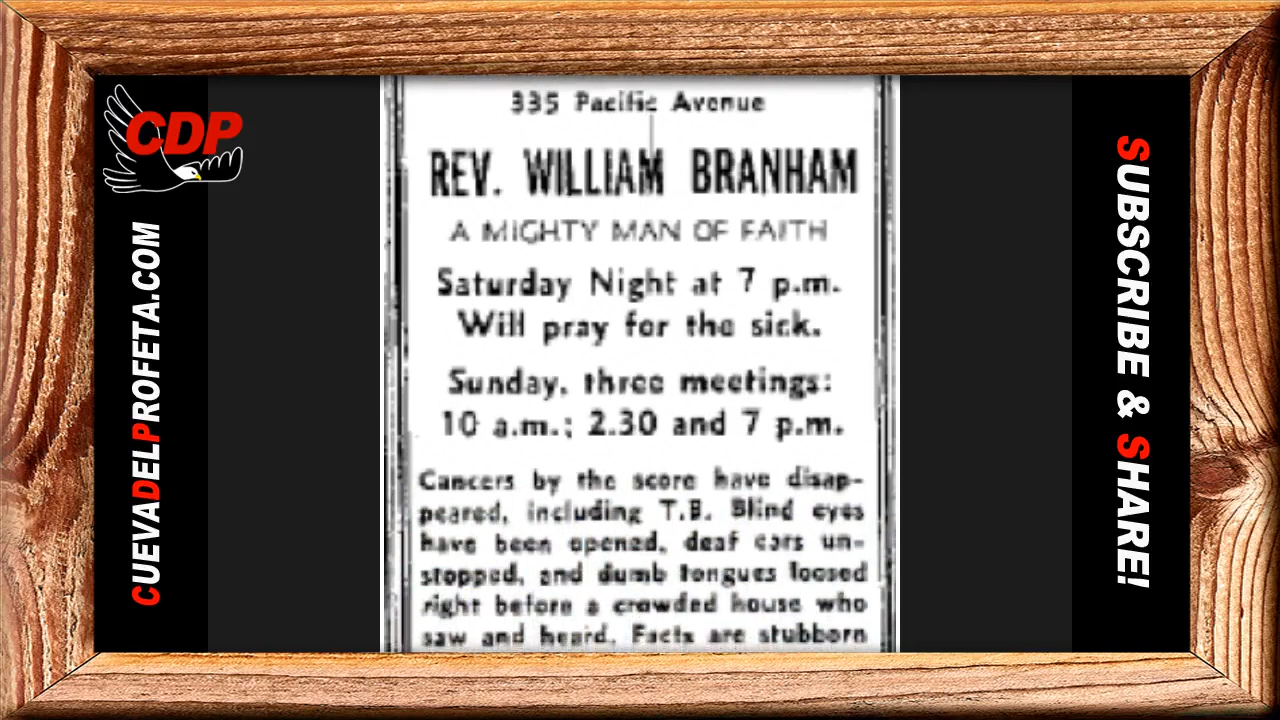 CDP
CUEVADELPROFETA.COM
335 Pacific Avenue
REV. WILLIAM BRANHAM
A MIGHTY MAN OF FAITH
Saturday Night at 7 p.m.
Will pray for the sick.
Sunday, three meetings:
10 a.m.; 2.30 and 7 p.m.
Cancers by the score have disap-
peared, including T.B. Blind eyes
have been opened, deaf ears un-
stopped, and dumb tongues loosed
right before a crowded house who
saw and heard. Facts are stubborn
SUBSCRIBE & SHARE!